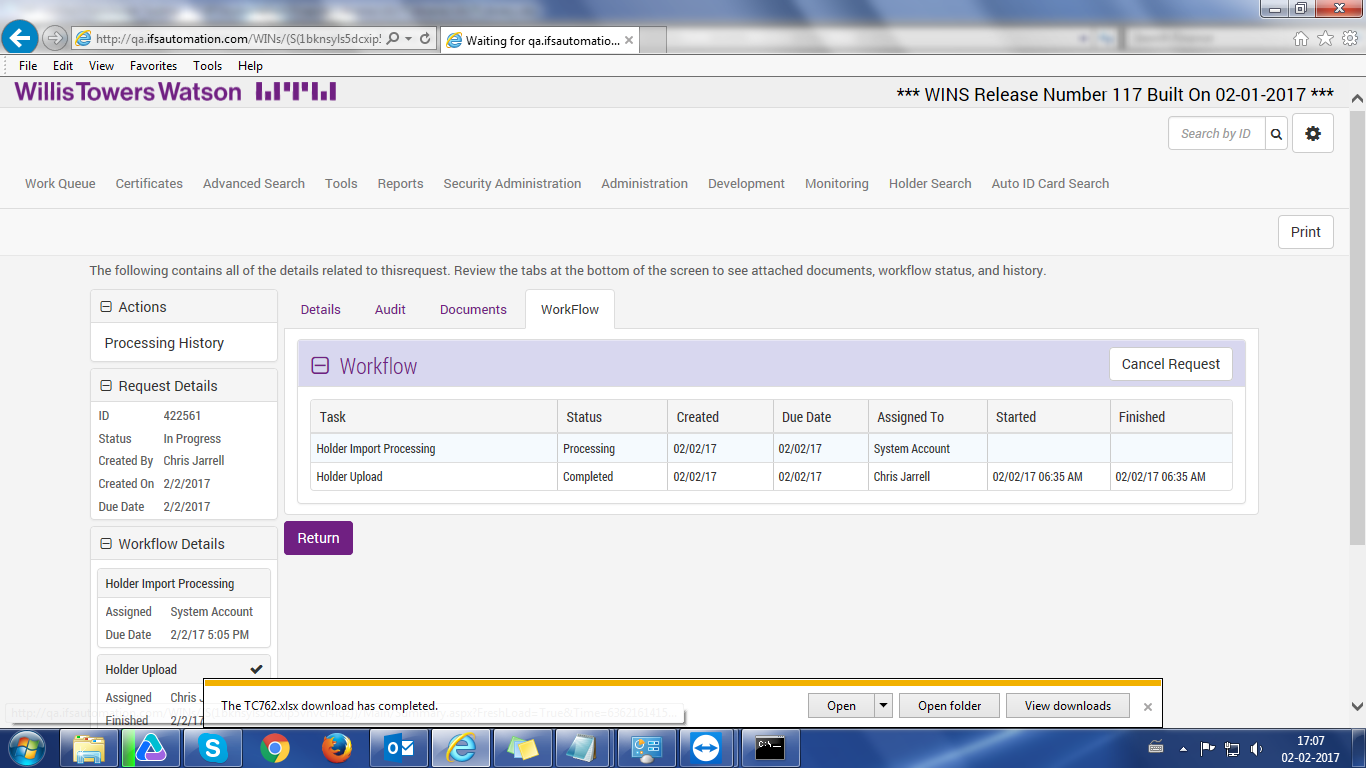 http://qa.ifsautomation.com/WINs/(S(1bknsyls5dcxip5
Waiting for qa.ifsautomatio...
File Edit View Favorites Tools Help
Willis Towers Watson
*** WINS Release Number 117 Built On 02-01-2017 ***
Search by ID
Work Queue Certificates Advanced Search Tools Reports Security Administration Administration Development Monitoring Holder Search Auto ID Card Search
Print
The following contains all of the details related to thisrequest. Review the tabs at the bottom of the screen to see attached documents, workflow status, and history.
Actions
Processing History
Request Details
ID 422561
Status In Progress
Created By Chris Jarrell
Created On 2/2/2017
Due Date 2/2/2017
Workflow Details
Holder Import Processing
Assigned System Account
Due Date 2/2/17 5:05 PM
Holder Upload
Assigned Chris
Finished 2/2/17
Details Audit Documents WorkFlow
Workflow
Cancel Request
Task Status Created Due Date Assigned To Started Finished
Holder Import Processing Processing 02/02/17 02/02/17 System Account
Holder Upload Completed 02/02/17 02/02/17 Chris Jarrell 02/02/17 06:35 AM 02/02/17 06:35 AM
Return
The TC762.xlsx download has completed.
Open Open folder View downloads
17:07
02-02-2017